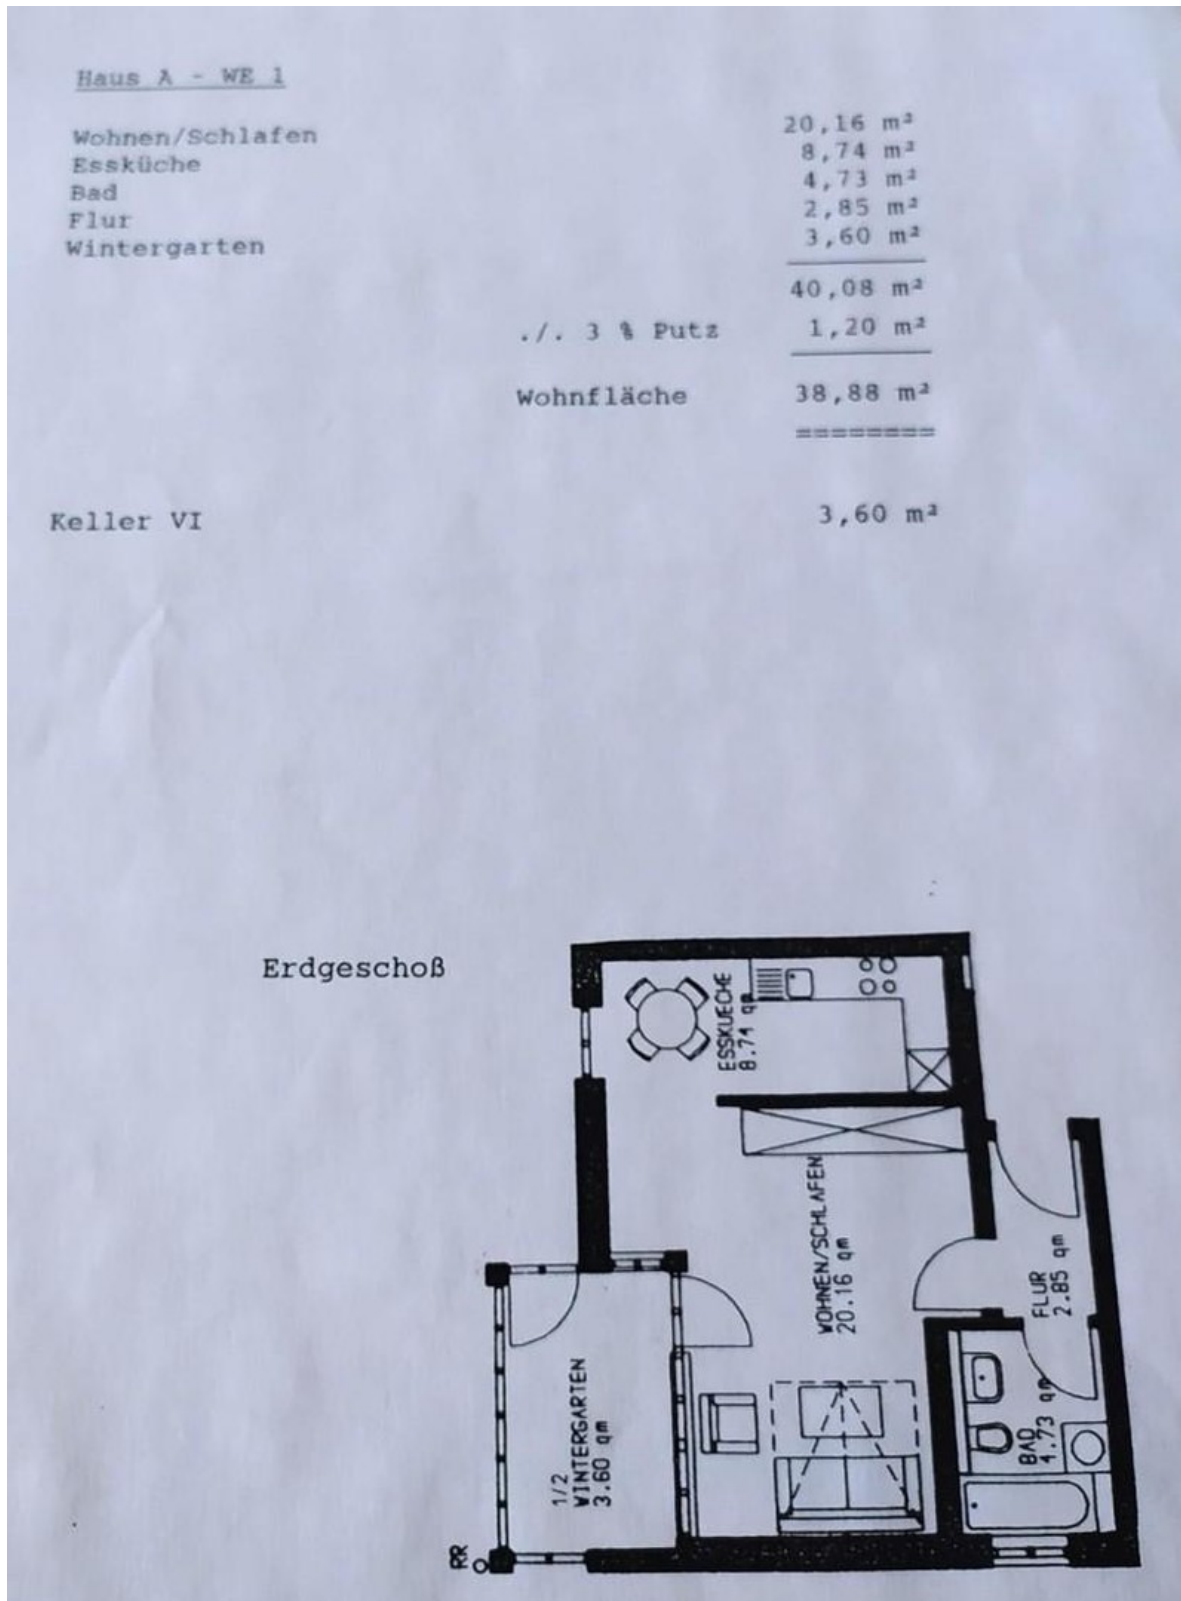 Haus A - WE 1
Wohnen/Schlafen 20,16 m²
Essküche 8,74 m²
Bad 4,73 m²
Flur 2,85 m²
Wintergarten 3,60 m²
40,08 m²
./. 3 % Putz 1,20 m²
Wohnfläche 38,88 m²
========
Keller VI 3,60 m²
Erdgeschoß
ESSKUECHE
8.74 qm
WOHNEN/SCHLAFEN
20.16 qm
FLUR
2.85 qm
1/2
WINTERGARTEN
3.60 qm
BAD
4.73 qm
RR